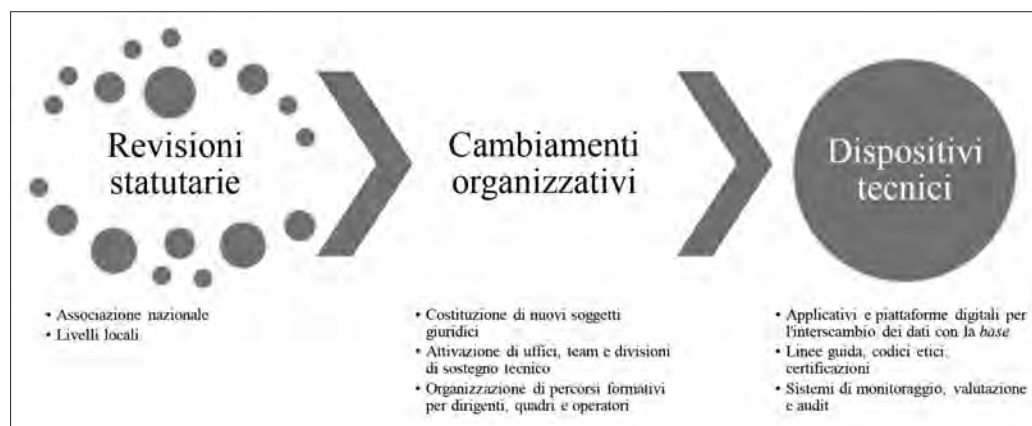 Revisioni
statutarie
Cambiamenti
organizzativi
Dispositivi
tecnici
• Associazione nazionale
• Livelli locali
• Costituzione di nuovi soggetti
giuridici
• Attivazione di uffici, team e divisioni
di sostegno tecnico
• Organizzazione di percorsi formativi
per dirigenti, quadri e operatori
• Applicativi e piattaforme digitali per
l'interscambio dei dati con la base
• Linee guida, codici etici,
certificazioni
• Sistemi di monitoraggio, valutazione
e audit